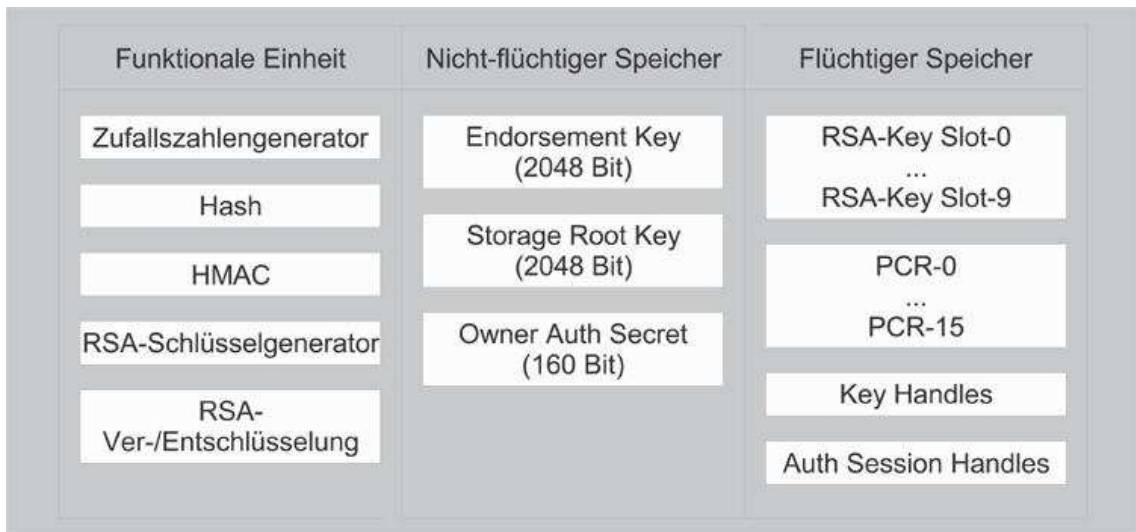 Funktionale Einheit
Zufallszahlengenerator
Hash
HMAC
RSA-Schlüsselgenerator
RSA-
Ver-/Entschlüsselung
Nicht-flüchtiger Speicher
Endorsement Key
(2048 Bit)
Storage Root Key
(2048 Bit)
Owner Auth Secret
(160 Bit)
Flüchtiger Speicher
RSA-Key Slot-0
...
RSA-Key Slot-9
PCR-0
...
PCR-15
Key Handles
Auth Session Handles